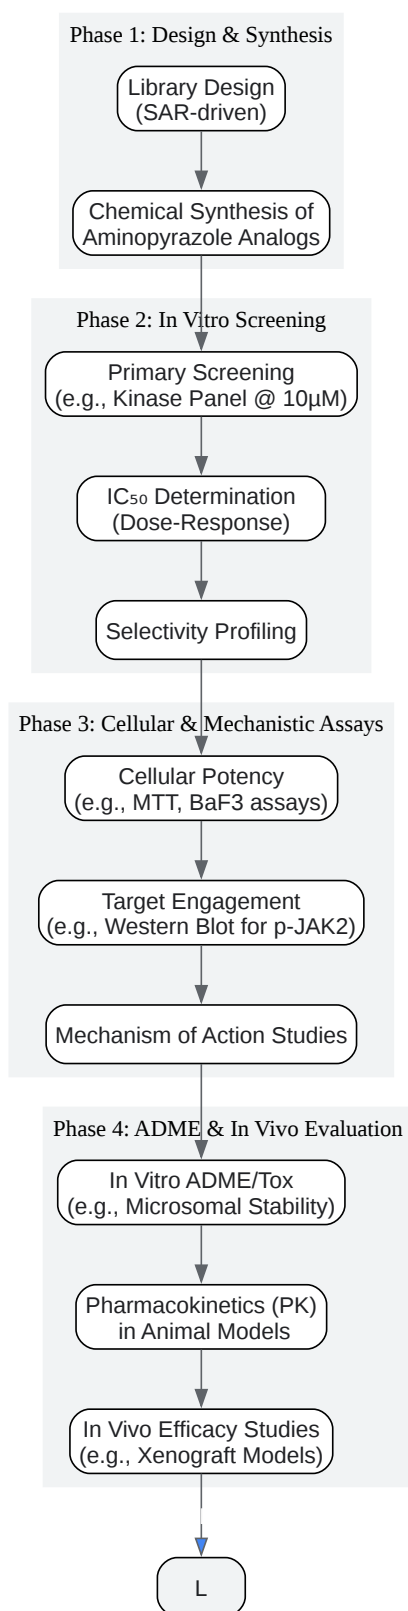 Phase 1: Design & Synthesis
Library Design
(SAR-driven)
Chemical Synthesis of
Aminopyrazole Analogs
Phase 2: In Vitro Screening
Primary Screening
(e.g., Kinase Panel @ 10µM)
IC₅₀ Determination
(Dose-Response)
Selectivity Profiling
Phase 3: Cellular & Mechanistic Assays
Cellular Potency
(e.g., MTT, BaF3 assays)
Target Engagement
(e.g., Western Blot for p-JAK2)
Mechanism of Action Studies
Phase 4: ADME & In Vivo Evaluation
In Vitro ADME/Tox
(e.g., Microsomal Stability)
Pharmacokinetics (PK)
in Animal Models
In Vivo Efficacy Studies
(e.g., Xenograft Models)
L